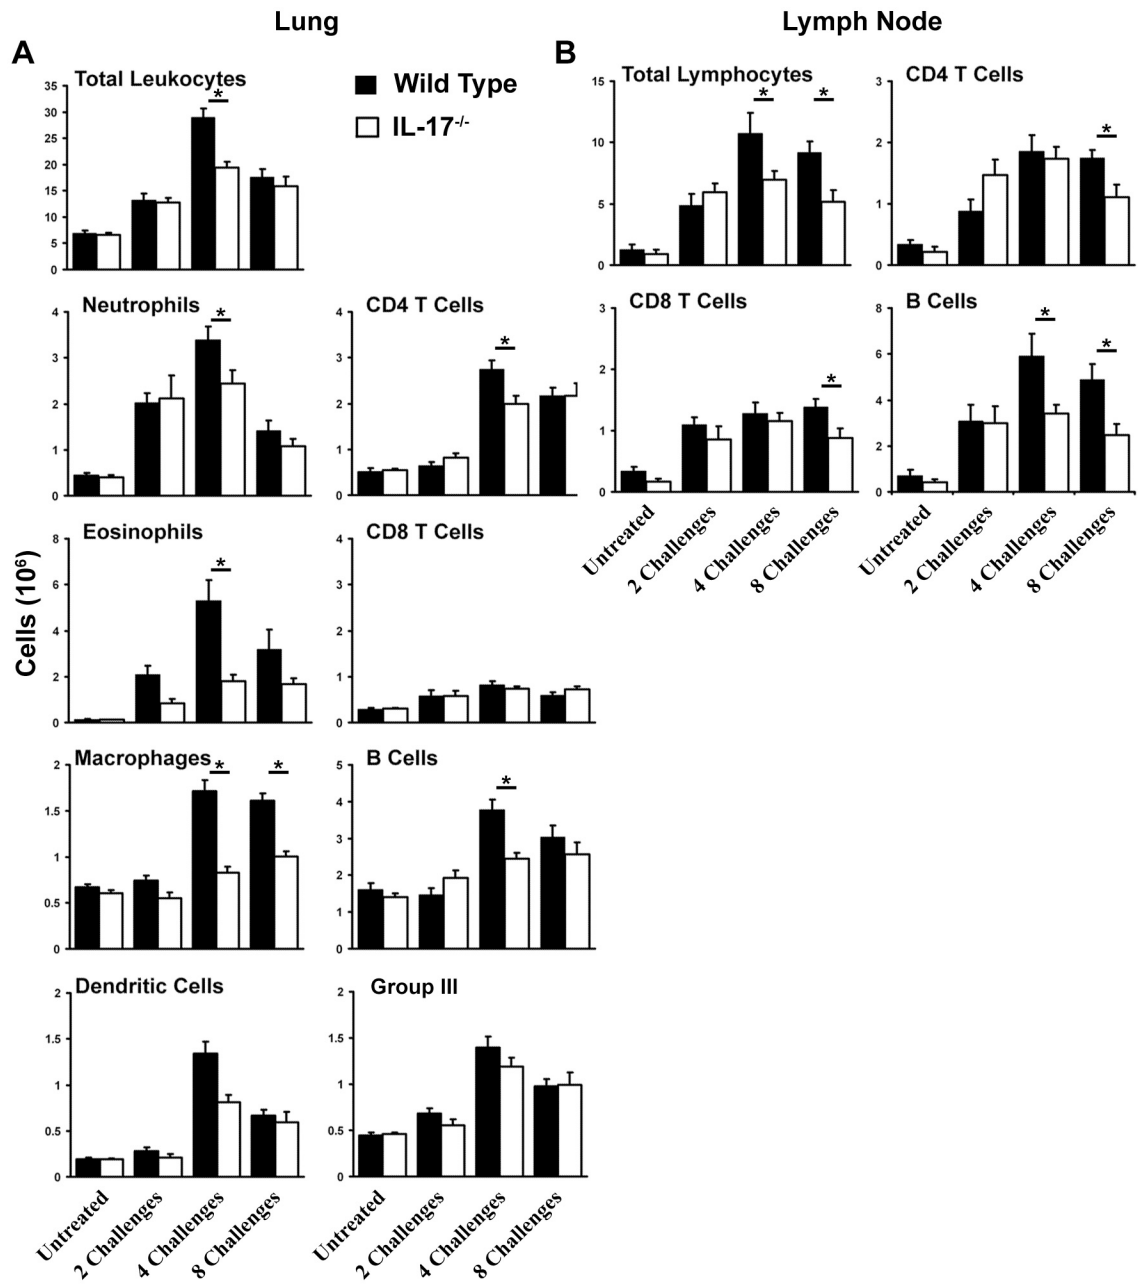 Lung
Lymph Node
A
B
Wild Type
IL-17-/-
Cells (10⁶)
Total Leukocytes
35
30
25
20
15
10
5
0
*
Neutrophils
4
3
2
1
0
*
CD4 T Cells
4
3
2
1
0
*
Eosinophils
8
6
4
2
0
*
CD8 T Cells
4
3
2
1
0
Macrophages
2
1.5
1
0.5
0
*
*
B Cells
5
4
3
2
1
0
*
Dendritic Cells
2
1.5
1
0.5
0
Group III
2
1.5
1
0.5
0
Untreated
2 Challenges
4 Challenges
8 Challenges
Untreated
2 Challenges
4 Challenges
8 Challenges
Total Lymphocytes
15
10
5
0
*
*
CD4 T Cells
3
2
1
0
*
CD8 T Cells
3
2
1
0
*
B Cells
8
6
4
2
0
*
*
Untreated
2 Challenges
4 Challenges
8 Challenges
Untreated
2 Challenges
4 Challenges
8 Challenges